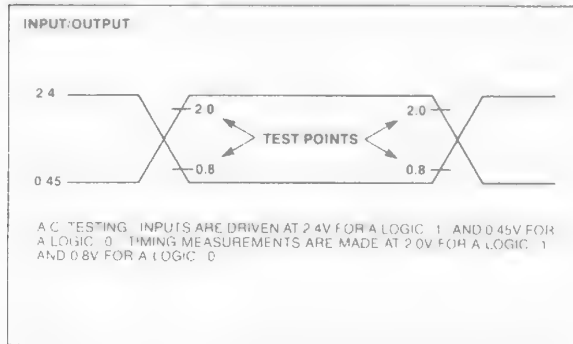 INPUT/OUTPUT
2.4
2.0
2.0
TEST POINTS
0.8
0.8
0.45
A.C. TESTING: INPUTS ARE DRIVEN AT 2.4V FOR A LOGIC 1 AND 0.45V FOR
A LOGIC 0. TIMING MEASUREMENTS ARE MADE AT 2.0V FOR A LOGIC 1
AND 0.8V FOR A LOGIC 0